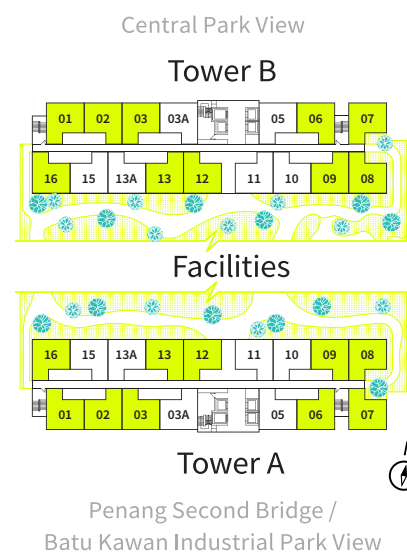 Central Park View
Tower B
01 02 03 03A 05 06 07
16 15 13A 13 12 11 10 09 08
Facilities
16 15 13A 13 12 11 10 09 08
01 02 03 03A 05 06 07
Tower A
Penang Second Bridge /
Batu Kawan Industrial Park View